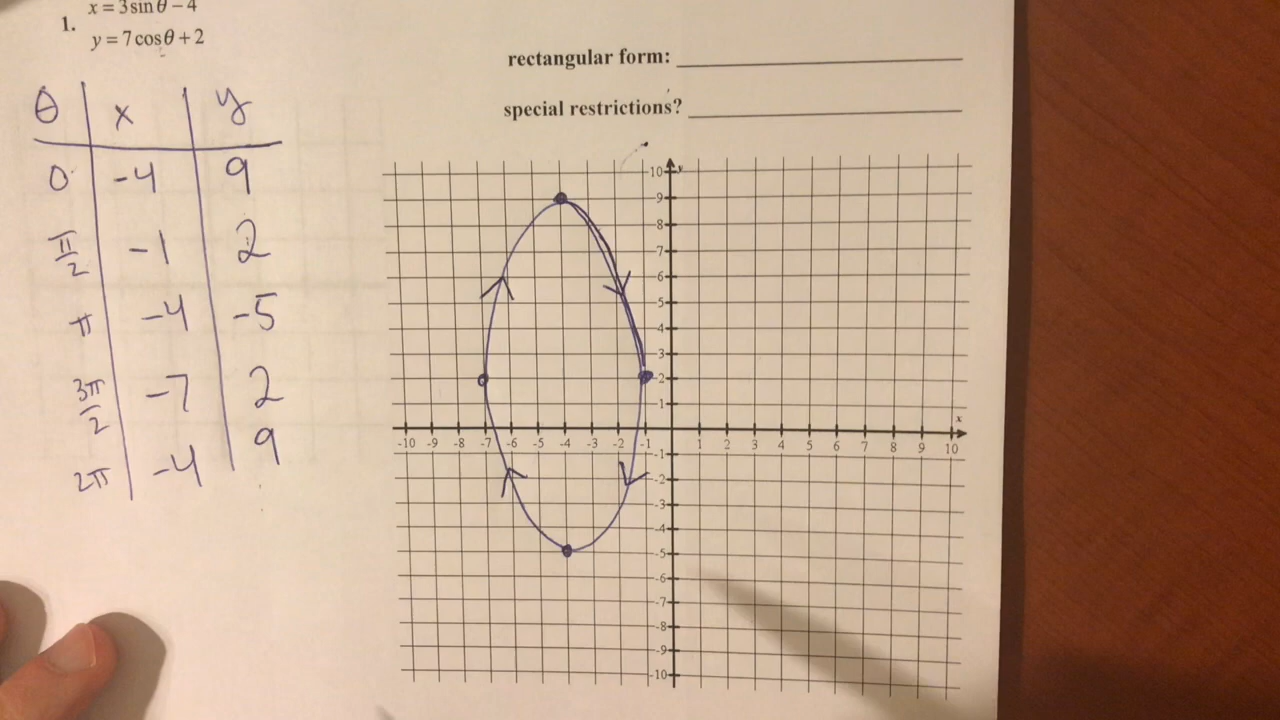 x = 3 sin θ − 4
1.
y = 7 cos θ + 2
rectangular form:
special restrictions?
θ x y
0 -4 9
π/2 -1 2
π -4 -5
3π/2 -7 2
2π -4 9
y
10
9
8
7
6
5
4
3
2
1
x
-10 -9 -8 -7 -6 -5 -4 -3 -2 -1 1 2 3 4 5 6 7 8 9 10
-1
-2
-3
-4
-5
-6
-7
-8
-9
-10